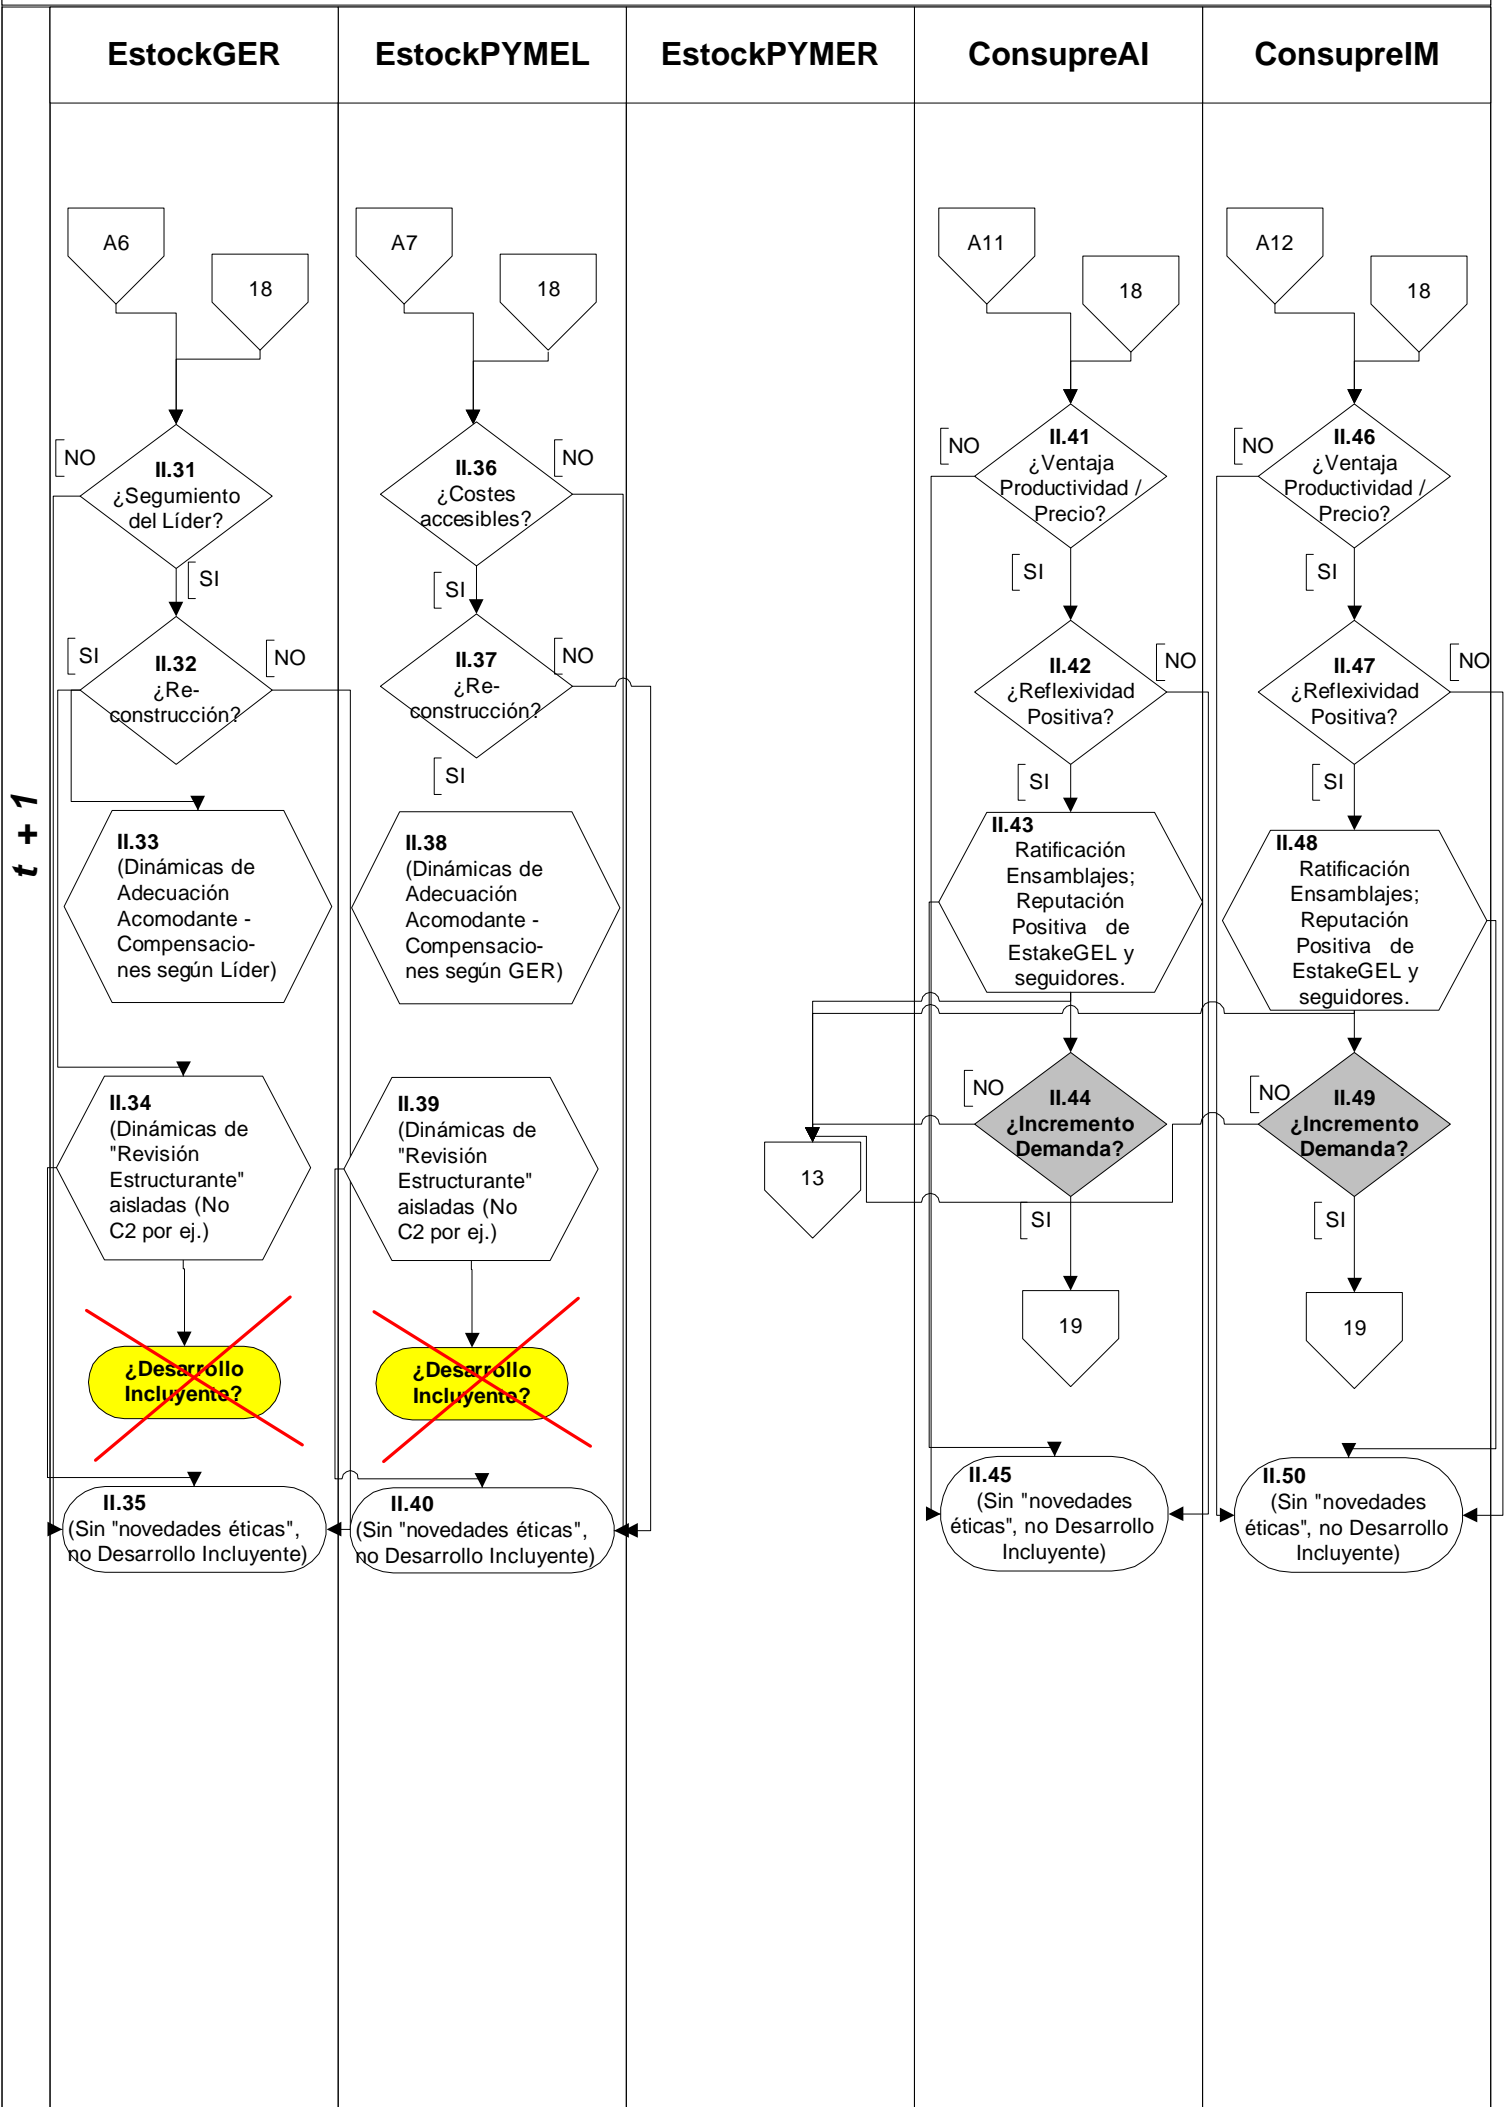 EstockGER
EstockPYMEL
EstockPYMER
ConsupreAI
ConsupreIM
t + 1
A6
18
NO
II.31
¿Segumiento
del Líder?
SI
SI
II.32
¿Re-
construcción?
NO
II.33
(Dinámicas de
Adecuación
Acomodante -
Compensacio-
nes según Líder)
II.34
(Dinámicas de
"Revisión
Estructurante"
aisladas (No
C2 por ej.)
¿Desarrollo
Incluyente?
II.35
(Sin "novedades éticas",
no Desarrollo Incluyente)
A7
18
II.36
¿Costes
accesibles?
NO
SI
II.37
¿Re-
construcción?
NO
SI
II.38
(Dinámicas de
Adecuación
Acomodante -
Compensacio-
nes según GER)
II.39
(Dinámicas de
"Revisión
Estructurante"
aisladas (No
C2 por ej.)
¿Desarrollo
Incluyente?
II.40
(Sin "novedades éticas",
no Desarrollo Incluyente)
13
A11
18
NO
II.41
¿Ventaja
Productividad /
Precio?
SI
II.42
¿Reflexividad
Positiva?
NO
SI
II.43
Ratificación
Ensamblajes;
Reputación
Positiva de
EstakeGEL y
seguidores.
NO
II.44
¿Incremento
Demanda?
SI
19
II.45
(Sin "novedades
éticas", no Desarrollo
Incluyente)
A12
18
NO
II.46
¿Ventaja
Productividad /
Precio?
SI
II.47
¿Reflexividad
Positiva?
NO
SI
II.48
Ratificación
Ensamblajes;
Reputación
Positiva de
EstakeGEL y
seguidores.
NO
II.49
¿Incremento
Demanda?
SI
19
II.50
(Sin "novedades
éticas", no Desarrollo
Incluyente)